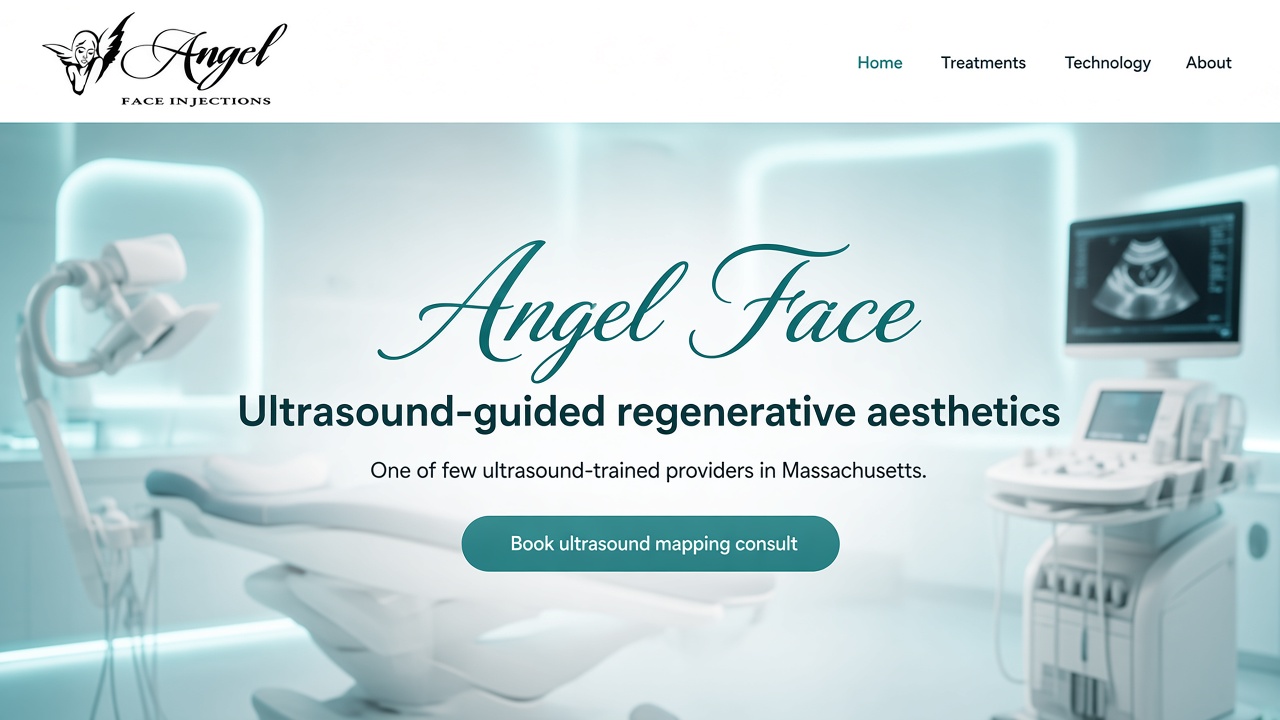 Angel
FACE INJECTIONS
Home Treatments Technology About
Angel Face
Ultrasound-guided regenerative aesthetics
One of few ultrasound-trained providers in Massachusetts.
Book ultrasound mapping consult